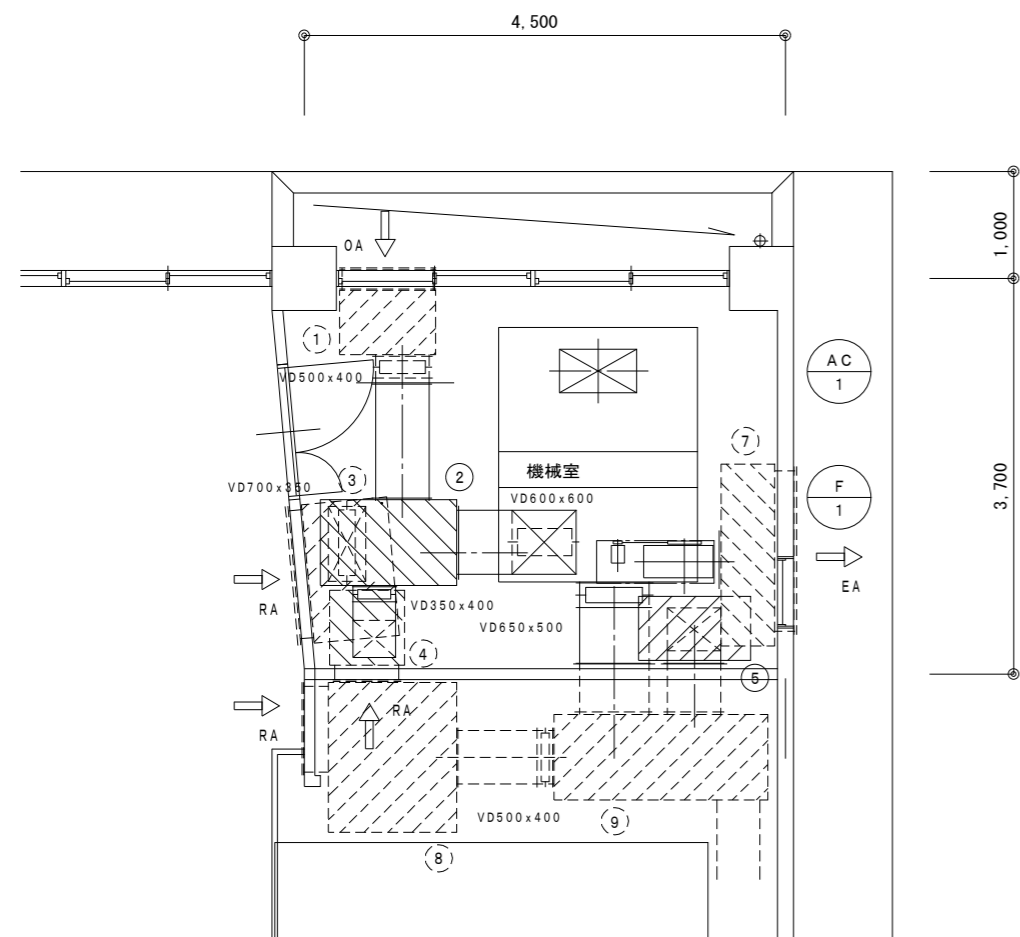 4,500
1,000
OA
1
AC
1
VD500x400
7
機械室
3
2
VD700x350
VD600x600
F
1
3,700
RA
EA
VD350x400
VD650x500
4
5
RA
RA
VD500x400
9
8